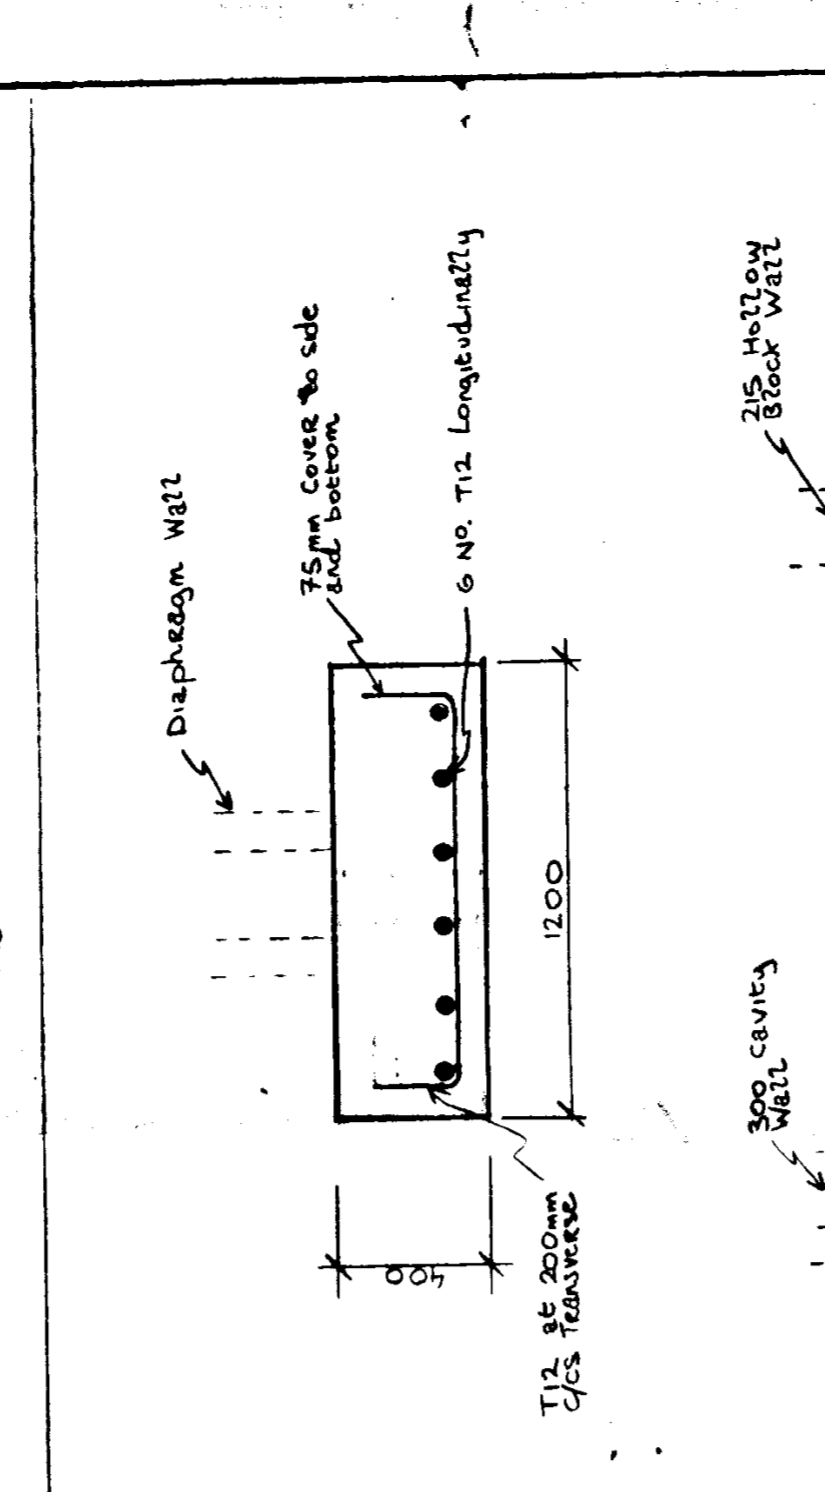 Diaphragm Wall
75mm Cover to side
and bottom
6 No. T12 Longitudinally
1200
400
T12 at 200mm
c/cs Transverse
215 Hollow
Block Wall
300 cavity
Wall